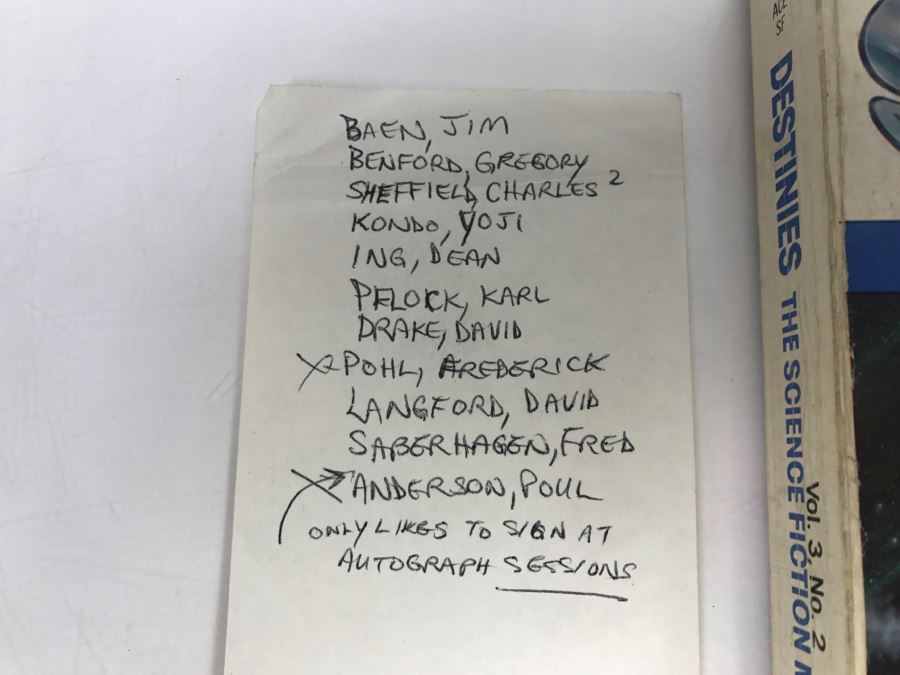 BAEN, JIM
BENFORD, GREGORY
SHEFFIELD, CHARLES 2
KONDO, YOJI
ING, DEAN
PFLOCK, KARL
DRAKE, DAVID
X POHL, FREDERICK
LANGFORD, DAVID
SABERHAGEN, FRED
X ANDERSON, POUL
ONLY LIKES TO SIGN AT
AUTOGRAPH SESSIONS
ACE
SF
DESTINIES THE SCIENCE FICTION
Vol. 3, No. 2